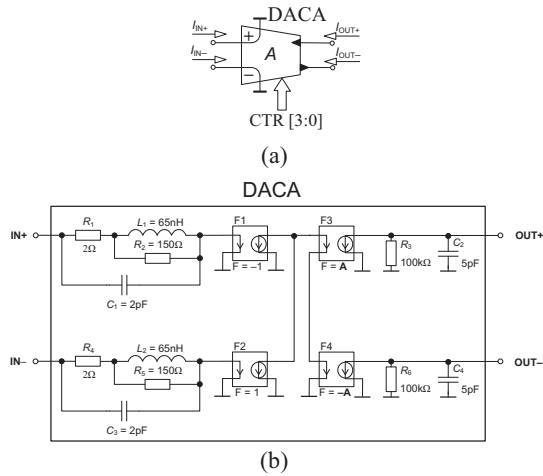 DACA
I_IN+
I_OUT+
I_IN–
I_OUT–
+
A
–
CTR [3:0]
(a)
DACA
IN+
R₁
2Ω
L₁ = 65nH
R₂ = 150Ω
C₁ = 2pF
F1
F = –1
F3
F = A
R₃
100kΩ
C₂
5pF
OUT+
IN–
R₄
2Ω
L₂ = 65nH
R₅ = 150Ω
C₃ = 2pF
F2
F = 1
F4
F = –A
R₆
100kΩ
C₄
5pF
OUT–
(b)